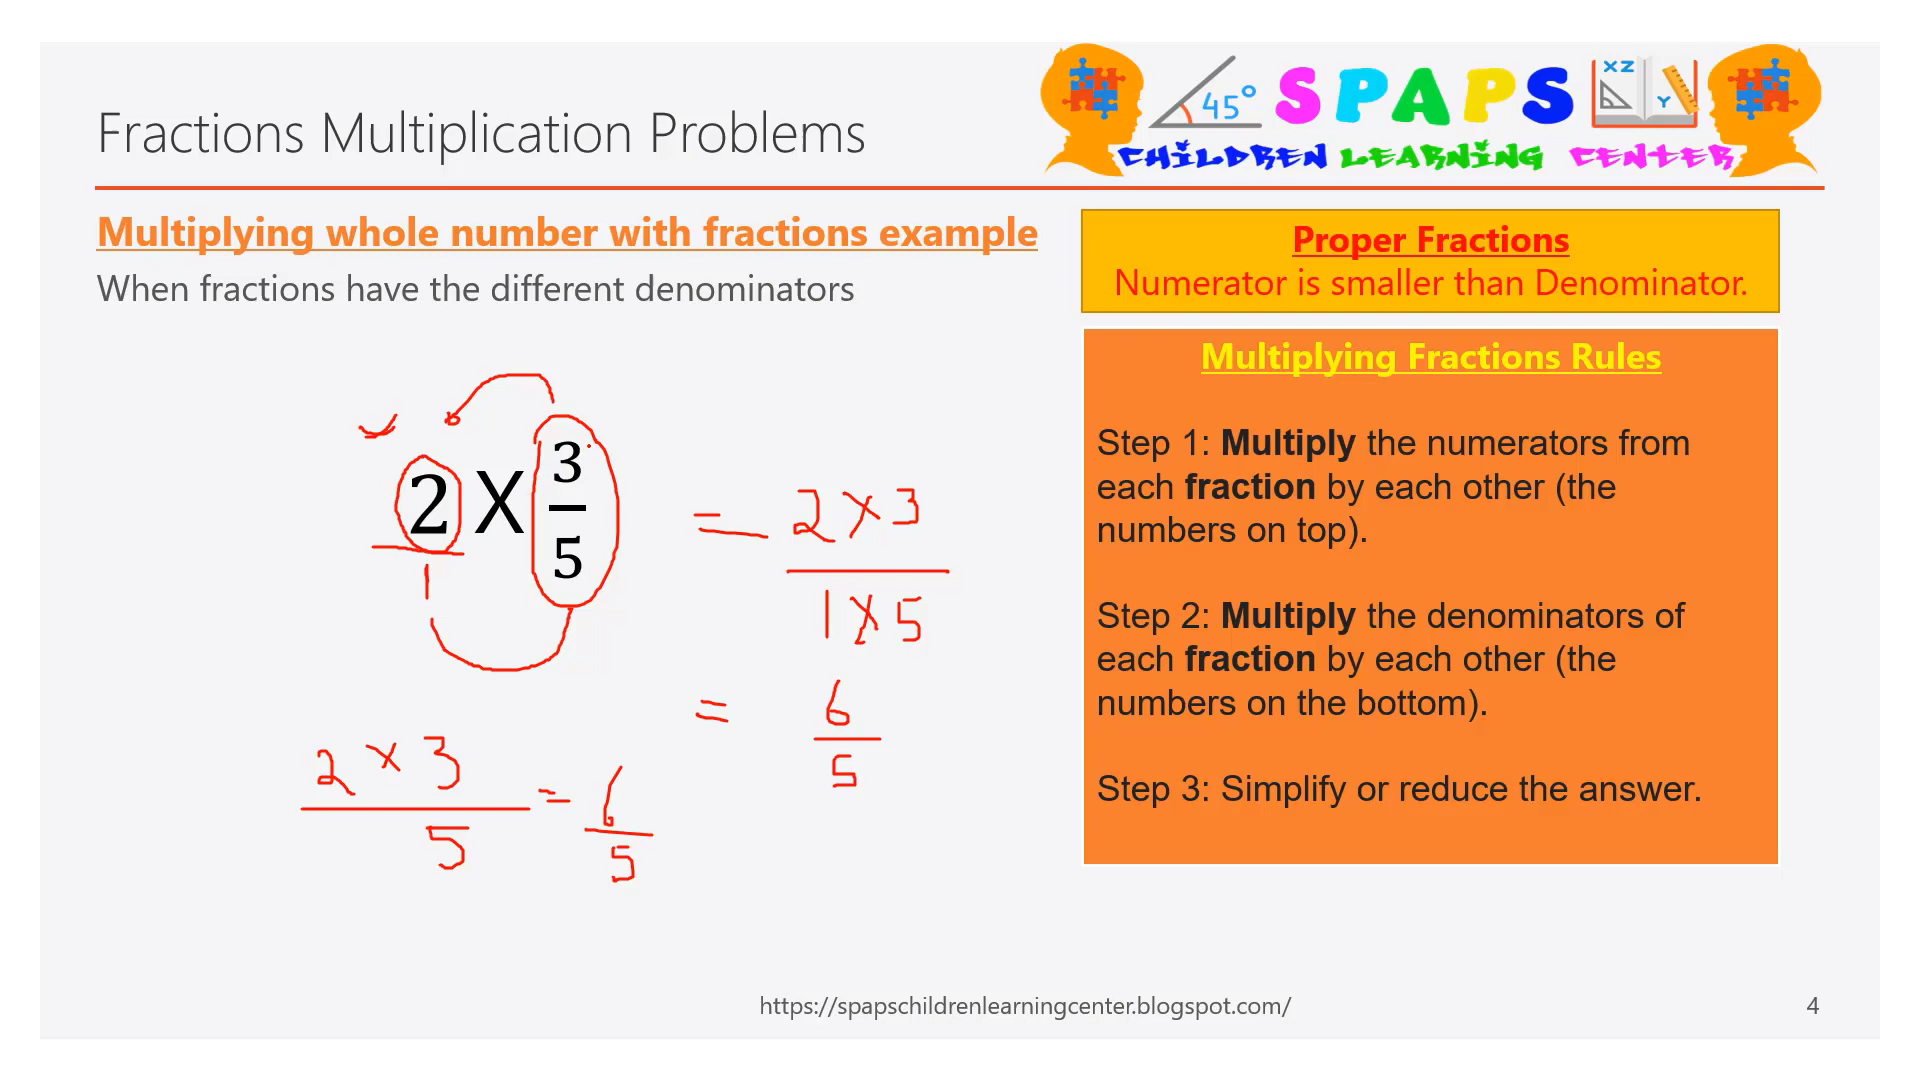 Fractions Multiplication Problems
45°
SPAPS
XZ
Y
CHILDREN LEARNING CENTER
Multiplying whole number with fractions example
When fractions have the different denominators
2 X 3/5
1
= 2 x 3
1 x 5
= 6
5
2 x 3
5
= 6
5
Proper Fractions
Numerator is smaller than Denominator.
Multiplying Fractions Rules
Step 1: Multiply the numerators from
each fraction by each other (the
numbers on top).
Step 2: Multiply the denominators of
each fraction by each other (the
numbers on the bottom).
Step 3: Simplify or reduce the answer.
https://spapschildrenlearningcenter.blogspot.com/
4